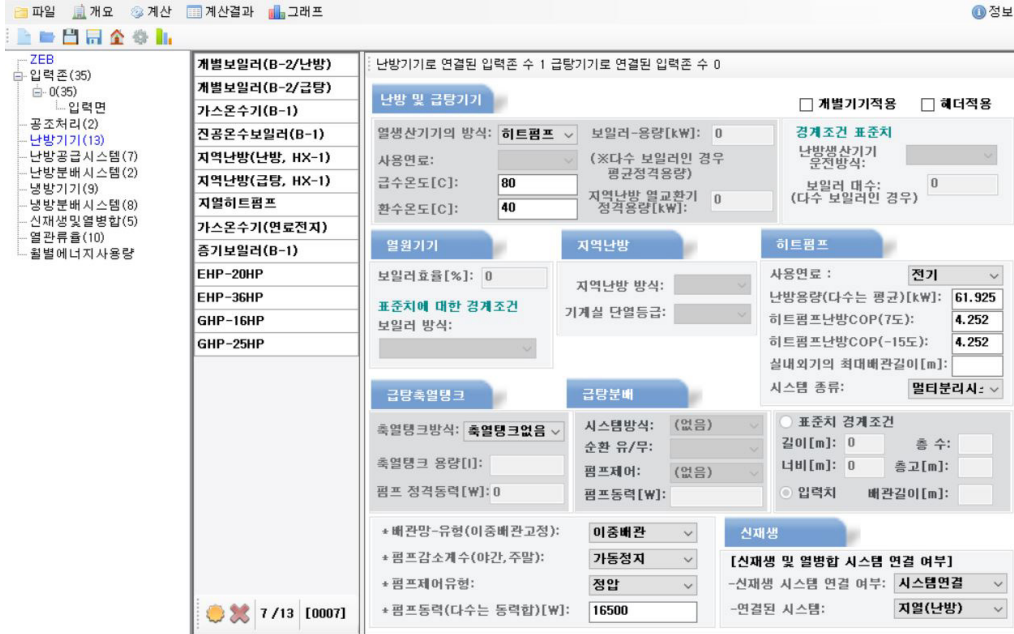 파일 개요 계산 계산결과 그래프 정보
ZEB
입력존(35)
0(35)
입력면
공조처리(2)
난방기기(13)
난방공급시스템(7)
난방분배시스템(2)
냉방기기(9)
냉방분배시스템(8)
신재생및열병합(5)
열관류율(10)
월별에너지사용량
개별보일러(B-2/난방)
개별보일러(B-2/급탕)
가스온수기(B-1)
진공온수보일러(B-1)
지역난방(난방, HX-1)
지역난방(급탕, HX-1)
지열히트펌프
가스온수기(연료전지)
증기보일러(B-1)
EHP-20HP
EHP-36HP
GHP-16HP
GHP-25HP
7 /13 [0007]
난방기기로 연결된 입력존 수 1 급탕기기로 연결된 입력존 수 0
난방 및 급탕기기
개별기기적용 헤더적용
열생산기기의 방식: 히트펌프
사용연료:
급수온도[C]: 80
환수온도[C]: 40
보일러-용량[kW]: 0
(※다수 보일러인 경우
평균정격용량)
지역난방 열교환기
정격용량[kW]: 0
경계조건 표준치
난방생산기기
운전방식:
보일러 대수: 0
(다수 보일러인 경우)
열원기기
보일러효율[%]: 0
표준치에 대한 경계조건
보일러 방식:
지역난방
지역난방 방식:
기계실 단열등급:
히트펌프
사용연료 : 전기
난방용량(다수는 평균)[kW]: 61.925
히트펌프난방COP(7도): 4.252
히트펌프난방COP(-15도): 4.252
실내외기의 최대배관길이[m]:
시스템 종류: 멀티분리시:
급탕축열탱크
축열탱크방식: 축열탱크없음
축열탱크 용량[l]:
펌프 정격동력[W]: 0
급탕분배
시스템방식: (없음)
순환 유/무:
펌프제어: (없음)
펌프동력[W]:
표준치 경계조건
길이[m]: 0 층 수:
너비[m]: 0 층고[m]:
입력치 배관길이[m]:
*배관망-유형(이중배관고정): 이중배관
*펌프감소계수(야간,주말): 가동정지
*펌프제어유형: 정압
*펌프동력(다수는 동력합)[W]: 16500
신재생
[신재생 및 열병합 시스템 연결 여부]
-신재생 시스템 연결 여부: 시스템연결
-연결된 시스템: 지열(난방)